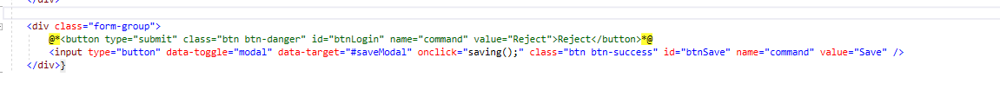 </div>
<div class="form-group">
@*<button type="submit" class="btn btn-danger" id="btnLogin" name="command" value="Reject">Reject</button>*@
<input type="button" data-toggle="modal" data-target="#saveModal" onclick="saving();" class="btn btn-success" id="btnSave" name="command" value="Save" />
</div>}